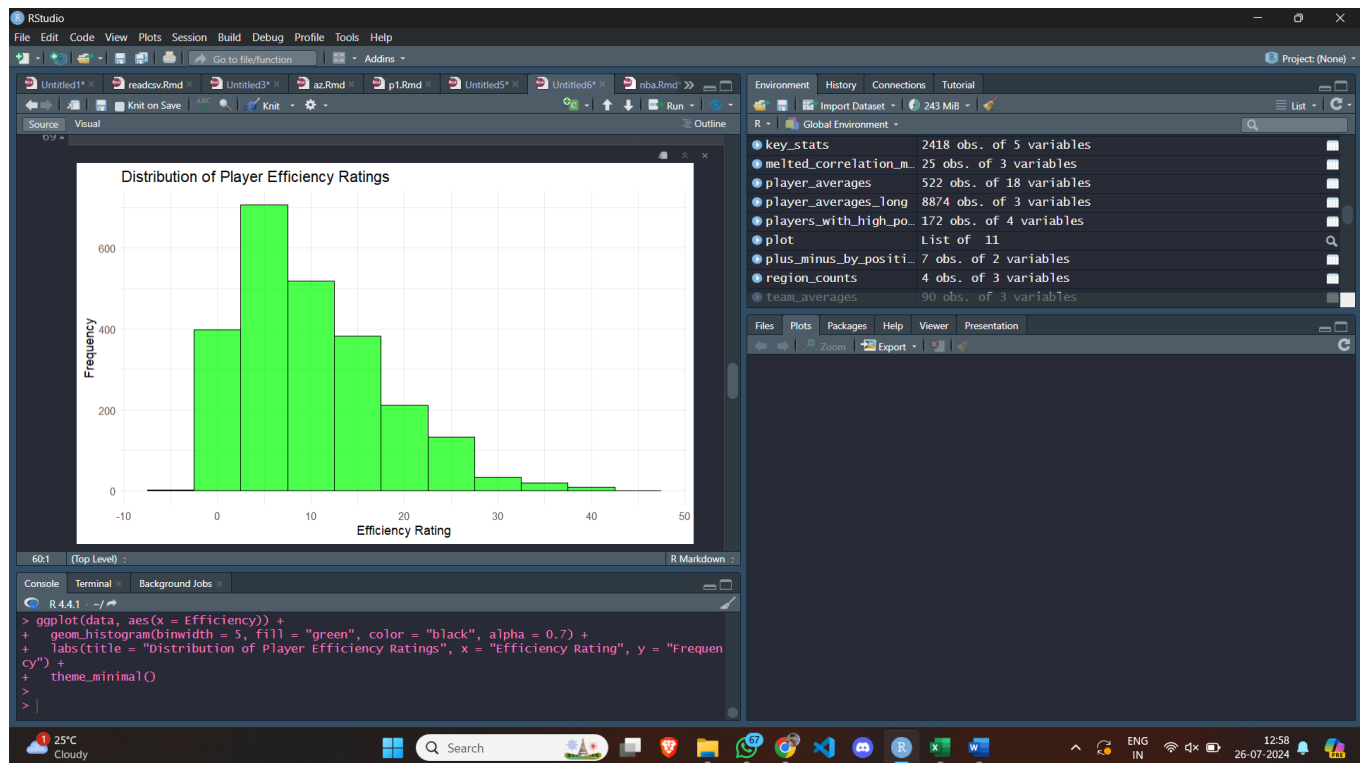 RStudio
File Edit Code View Plots Session Build Debug Profile Tools Help
Go to file/function Addins Project: (None)
Untitled1* readcsv.Rmd Untitled3* az.Rmd p1.Rmd Untitled5* Untitled6* nba.Rmd*
Knit on Save ABC Knit Run
Source Visual Outline
69
Distribution of Player Efficiency Ratings
Frequency
600
400
200
0
-10 0 10 20 30 40 50
Efficiency Rating
60:1 (Top Level) R Markdown
Console Terminal Background Jobs
R 4.4.1 · ~/
> ggplot(data, aes(x = Efficiency)) +
+ geom_histogram(binwidth = 5, fill = "green", color = "black", alpha = 0.7) +
+ labs(title = "Distribution of Player Efficiency Ratings", x = "Efficiency Rating", y = "Frequen
cy") +
+ theme_minimal()
>
>
Environment History Connections Tutorial
Import Dataset 243 MiB List
R Global Environment
key_stats 2418 obs. of 5 variables
melted_correlation_m… 25 obs. of 3 variables
player_averages 522 obs. of 18 variables
player_averages_long 8874 obs. of 3 variables
players_with_high_po… 172 obs. of 4 variables
plot List of 11
plus_minus_by_positi… 7 obs. of 2 variables
region_counts 4 obs. of 3 variables
team_averages 90 obs. of 3 variables
Files Plots Packages Help Viewer Presentation
Zoom Export
1
25°C
Cloudy
Search
67
ENG
IN
12:58
26-07-2024
PRE